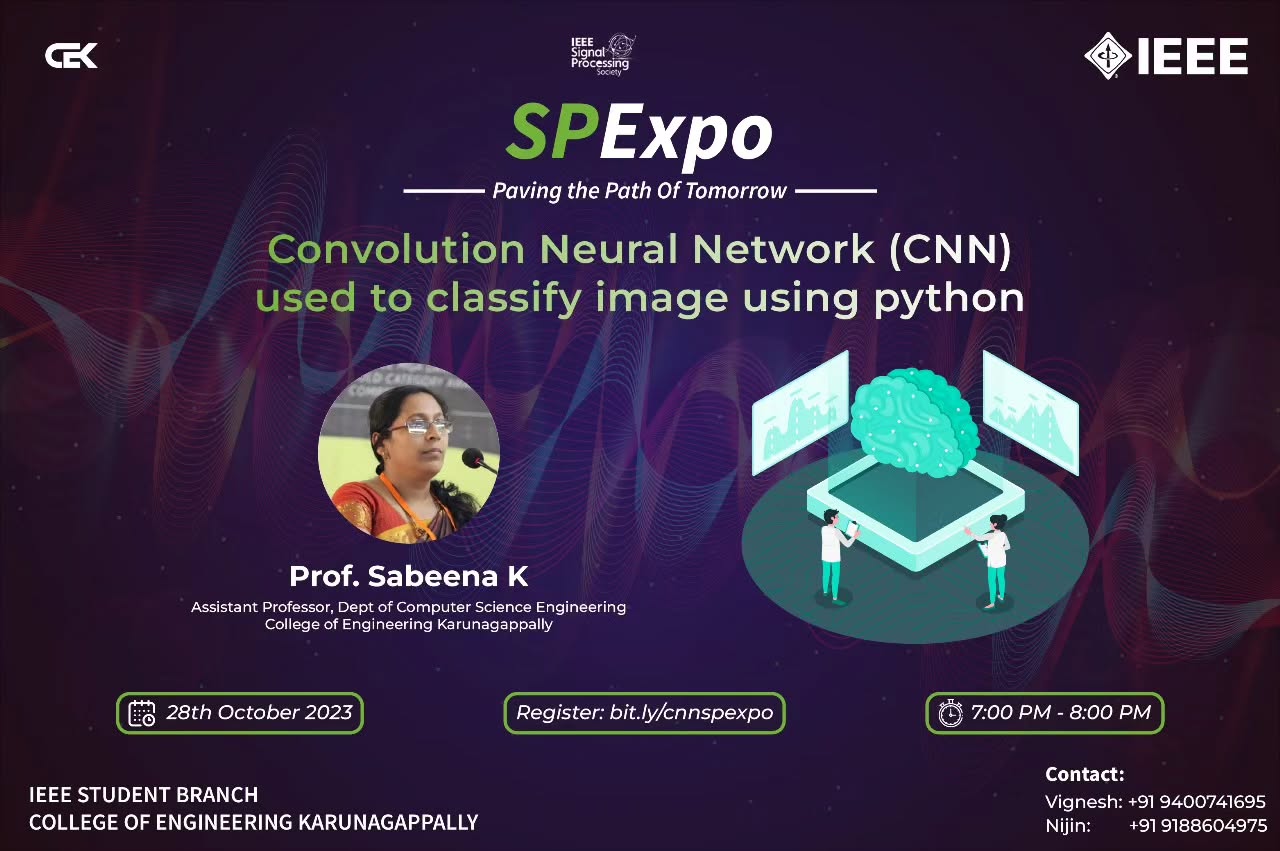 CEK
IEEE
Signal
Processing
Society
IEEE
SPExpo
Paving the Path Of Tomorrow
Convolution Neural Network (CNN)
used to classify image using python
Prof. Sabeena K
Assistant Professor, Dept of Computer Science Engineering
College of Engineering Karunagappally
28th October 2023
Register: bit.ly/cnnspexpo
7:00 PM - 8:00 PM
IEEE STUDENT BRANCH
COLLEGE OF ENGINEERING KARUNAGAPPALLY
Contact:
Vignesh: +91 9400741695
Nijin: +91 9188604975